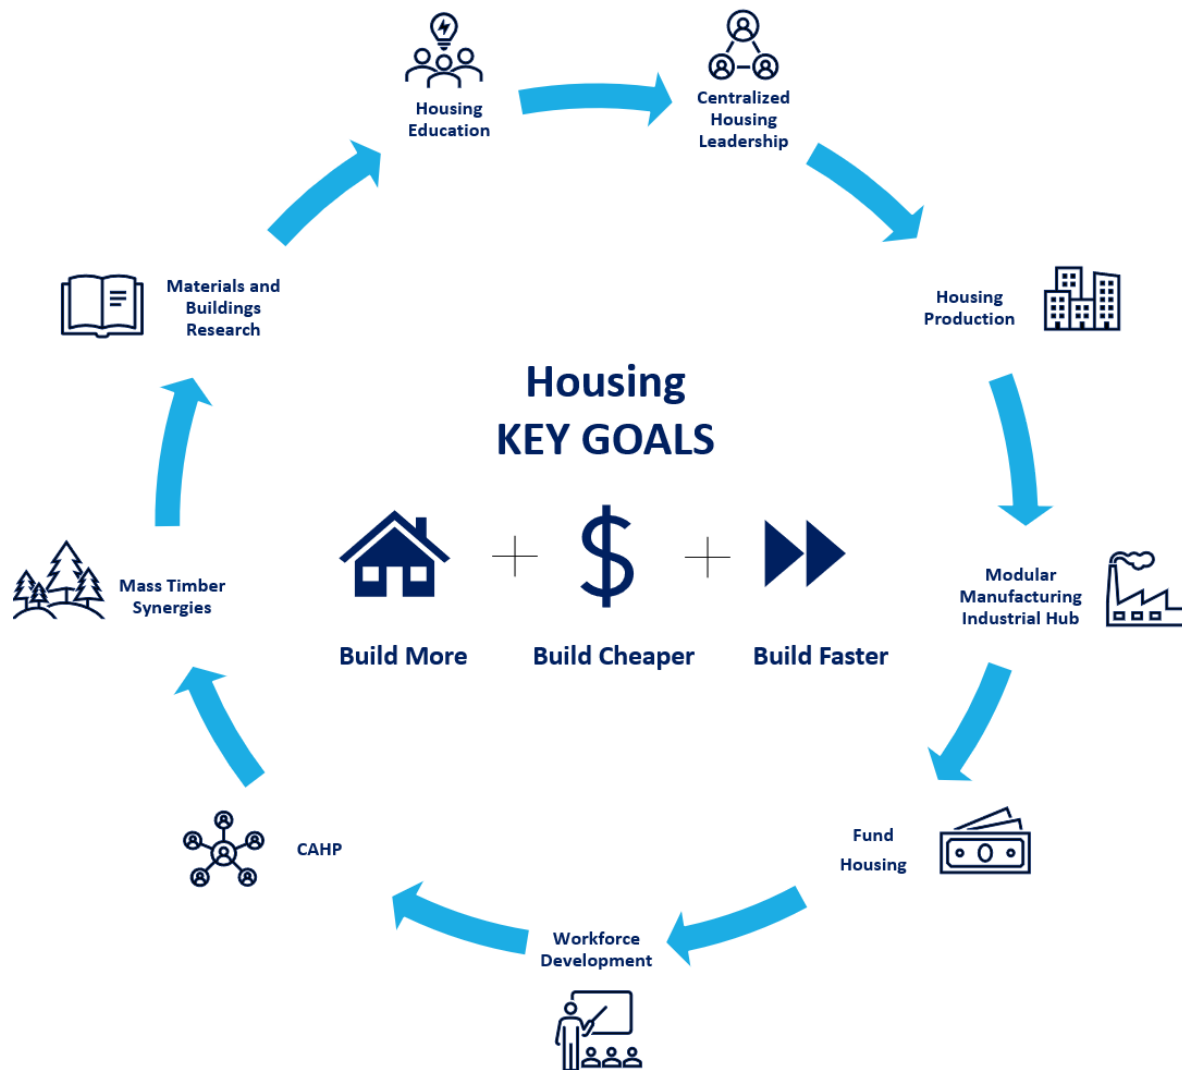 Housing
Education
Centralized
Housing
Leadership
Housing
Production
Modular
Manufacturing
Industrial Hub
Fund
Housing
Workforce
Development
CAHP
Mass Timber
Synergies
Materials and
Buildings
Research
Housing
KEY GOALS
$
Build More
Build Cheaper
Build Faster